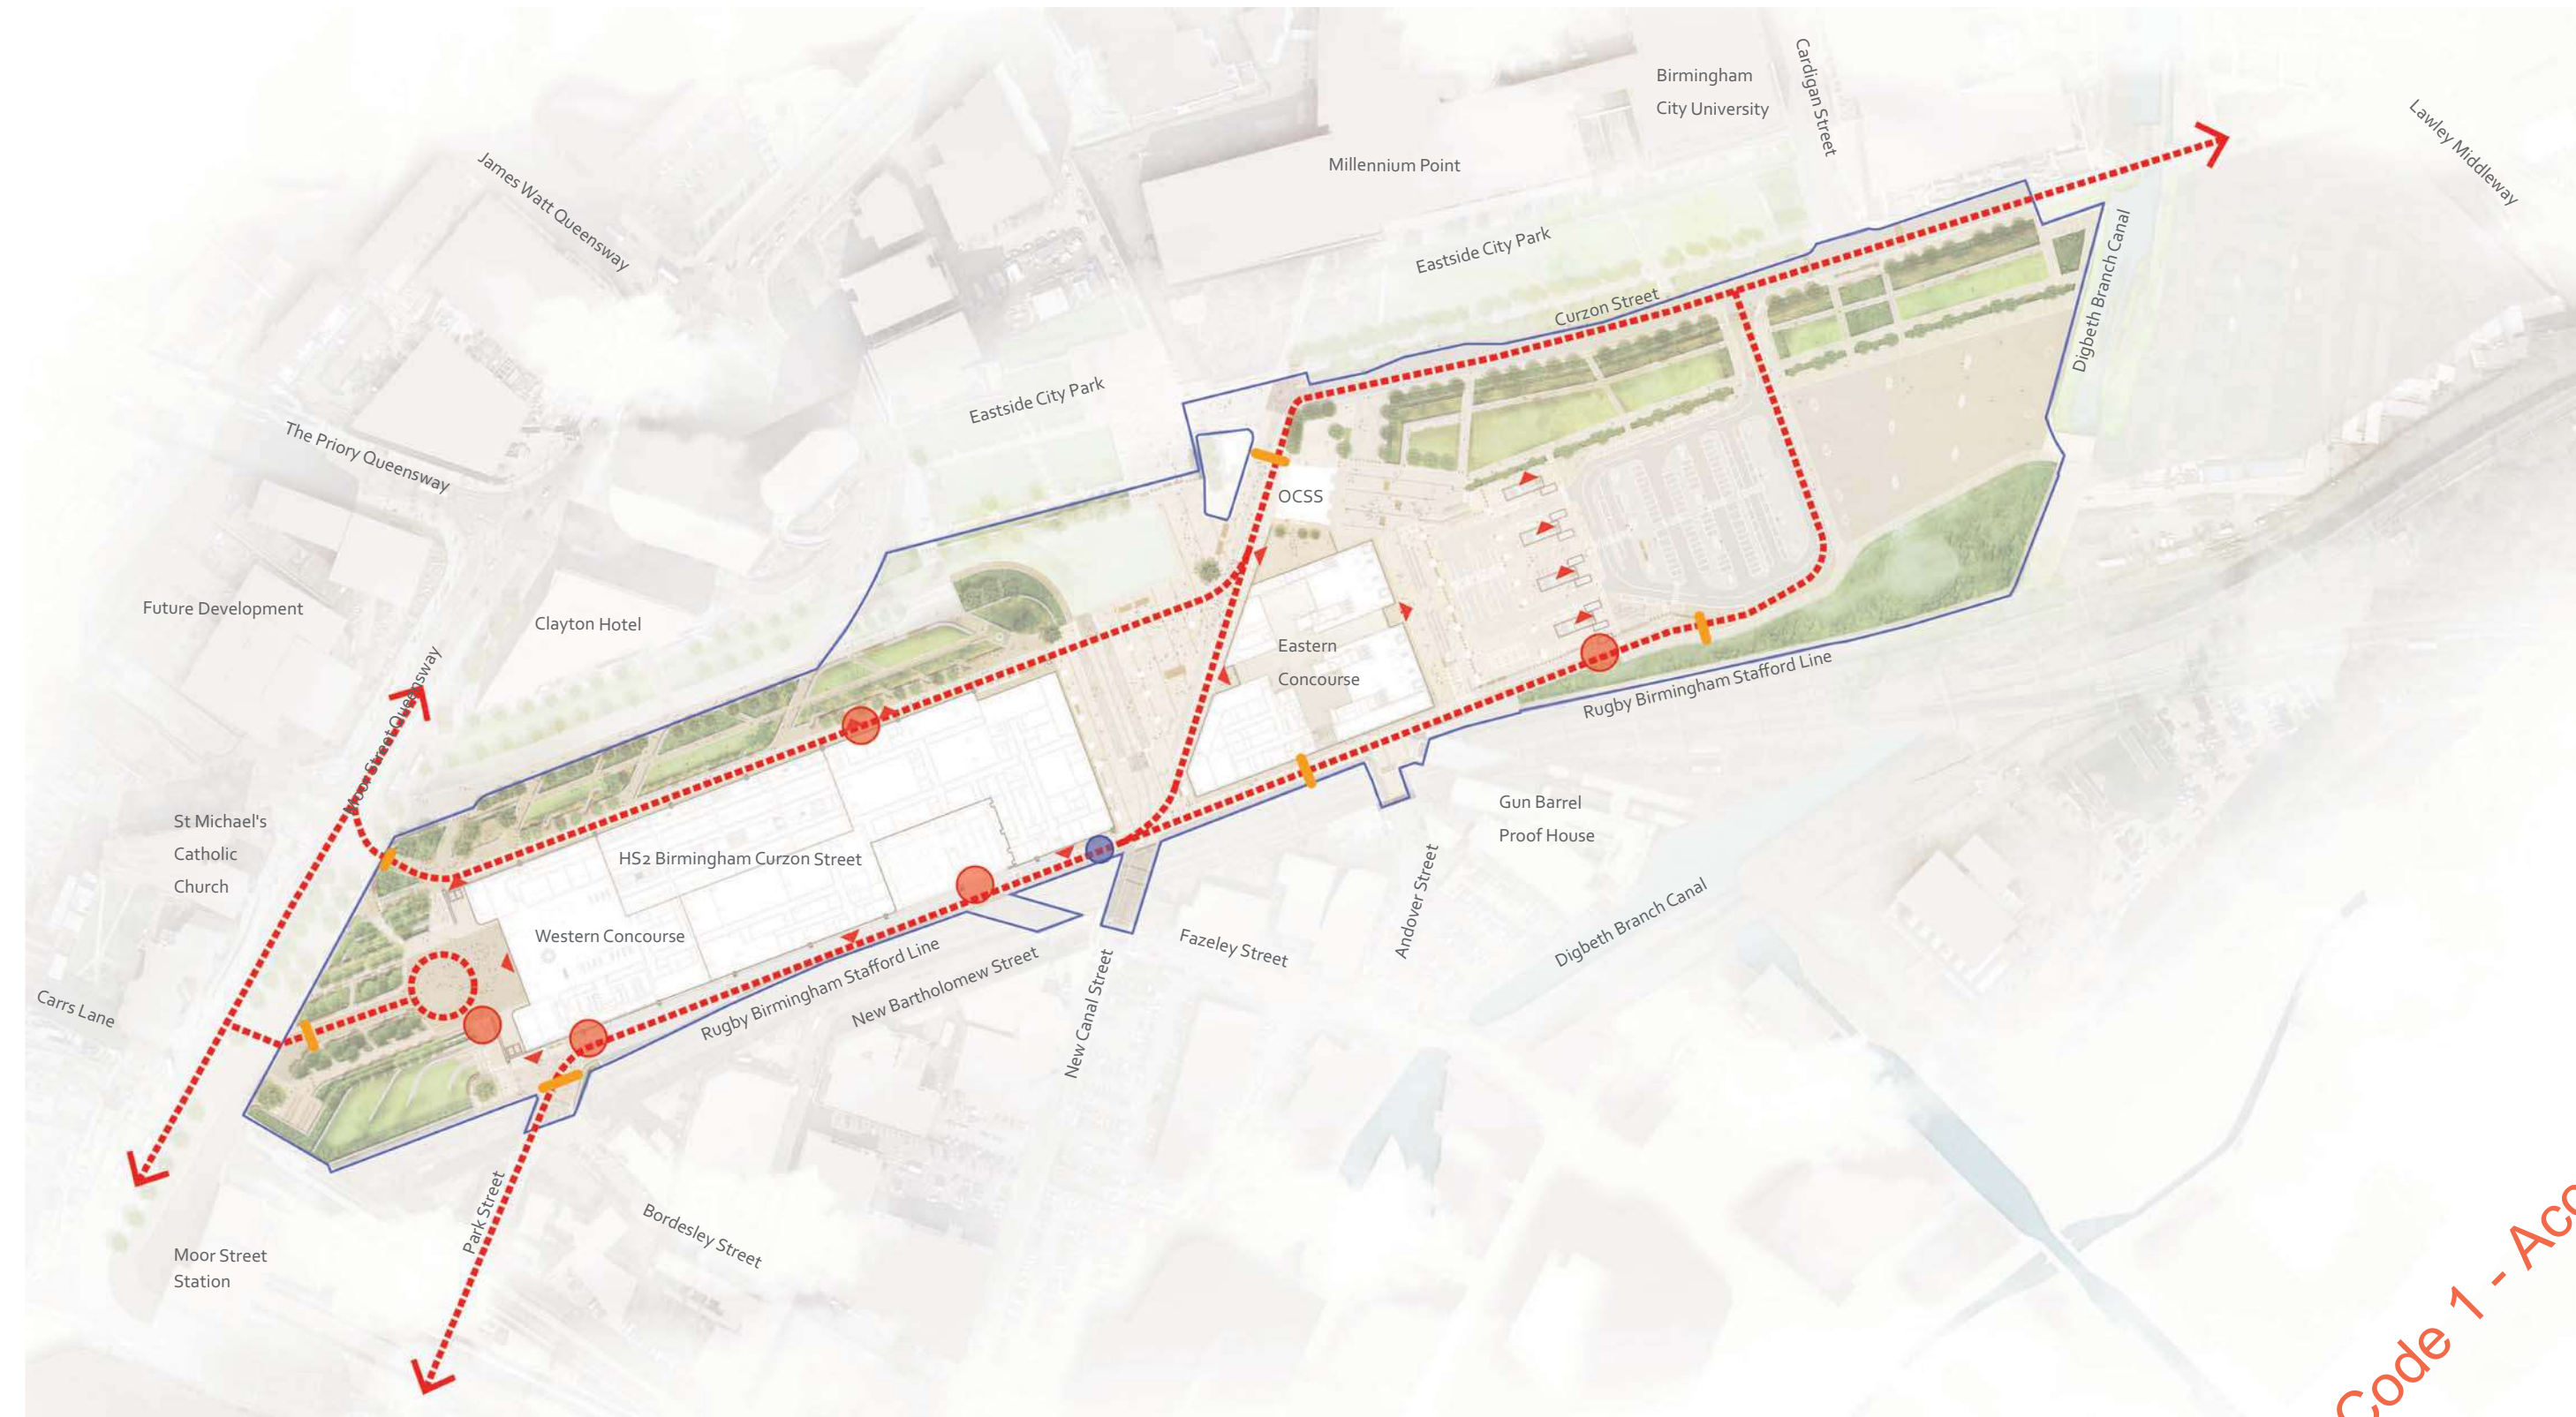 Birmingham
City University
Cardigan Street
Lawley Middleway
James Watt Queensway
Millennium Point
Eastside City Park
Curzon Street
Digbeth Branch Canal
Eastside City Park
The Priory Queensway
OCSS
Future Development
Clayton Hotel
Eastern
Concourse
Rugby Birmingham Stafford Line
Moor Street Queensway
St Michael's
Catholic
Church
HS2 Birmingham Curzon Street
Gun Barrel
Proof House
Western Concourse
Andover Street
Digbeth Branch Canal
Fazeley Street
Rugby Birmingham Stafford Line
New Bartholomew Street
New Canal Street
Carrs Lane
Park Street
Bordesley Street
Moor Street
Station
Code 1 - Acc